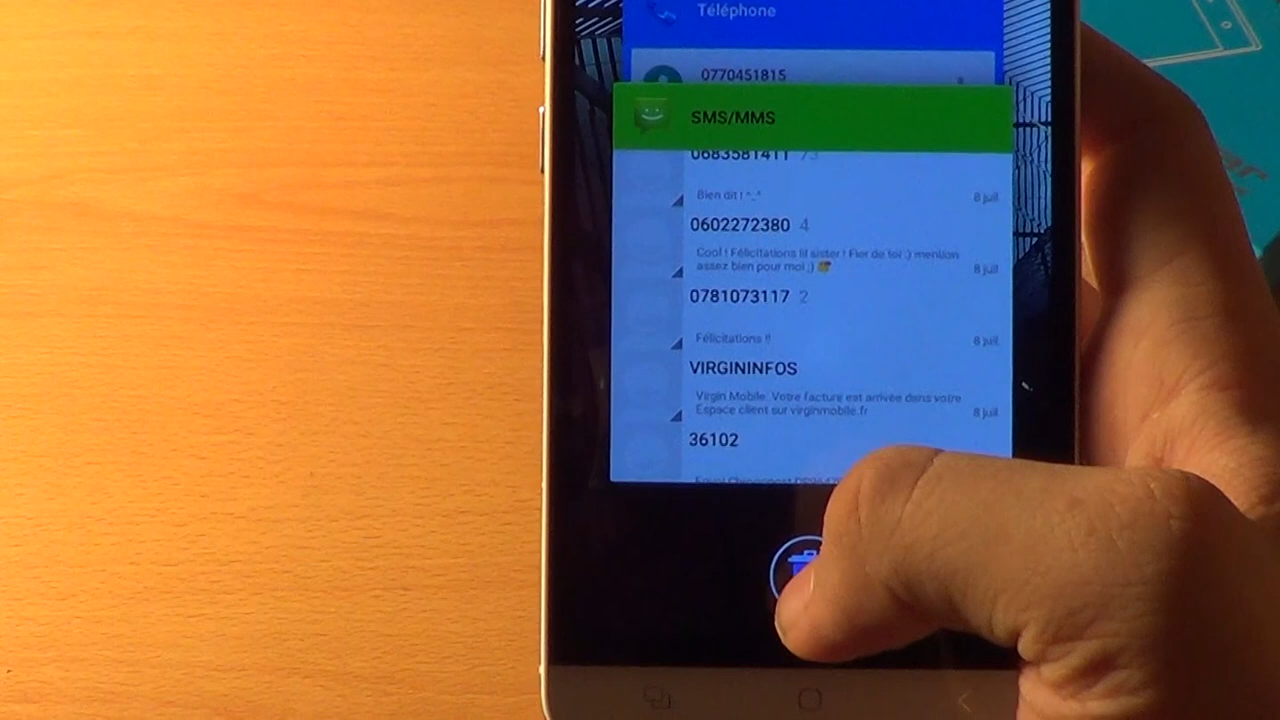 Téléphone
0770451815
SMS/MMS
0683581411 73
Bien dit ! ^_^ 8 juil.
0602272380 4
Cool ! Félicitations lil sister ! Fier de toi ;) mention
assez bien pour moi ;) 8 juil.
0781073117 2
Félicitations !! 8 juil.
VIRGININFOS
Virgin Mobile. Votre facture est arrivée dans votre
Espace client sur virginmobile.fr 8 juil.
36102